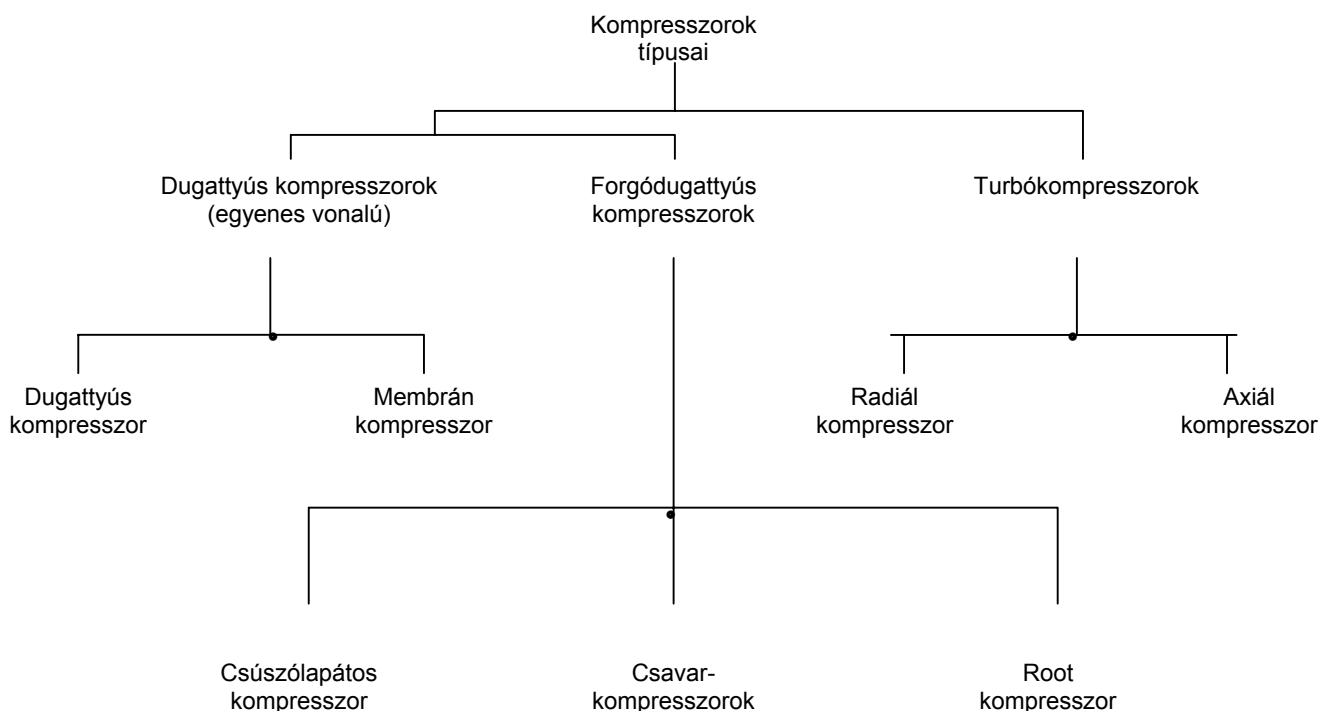 Kompresszorok
típusai
Dugattyús kompresszorok
(egyenes vonalú)
Forgódugattyús
kompresszorok
Turbókompresszorok
Dugattyús
kompresszor
Membrán
kompresszor
Radiál
kompresszor
Axiál
kompresszor
Csúszólapátos
kompresszor
Csavar-
kompresszorok
Root
kompresszor